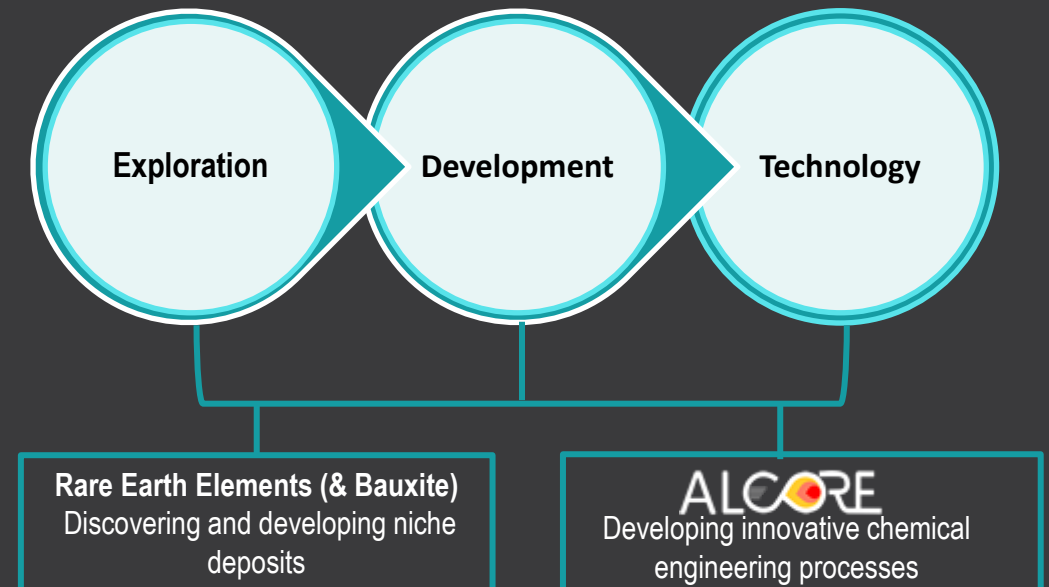 Exploration
Development
Technology
Rare Earth Elements (& Bauxite)
Discovering and developing niche
deposits
ALCORE
Developing innovative chemical
engineering processes